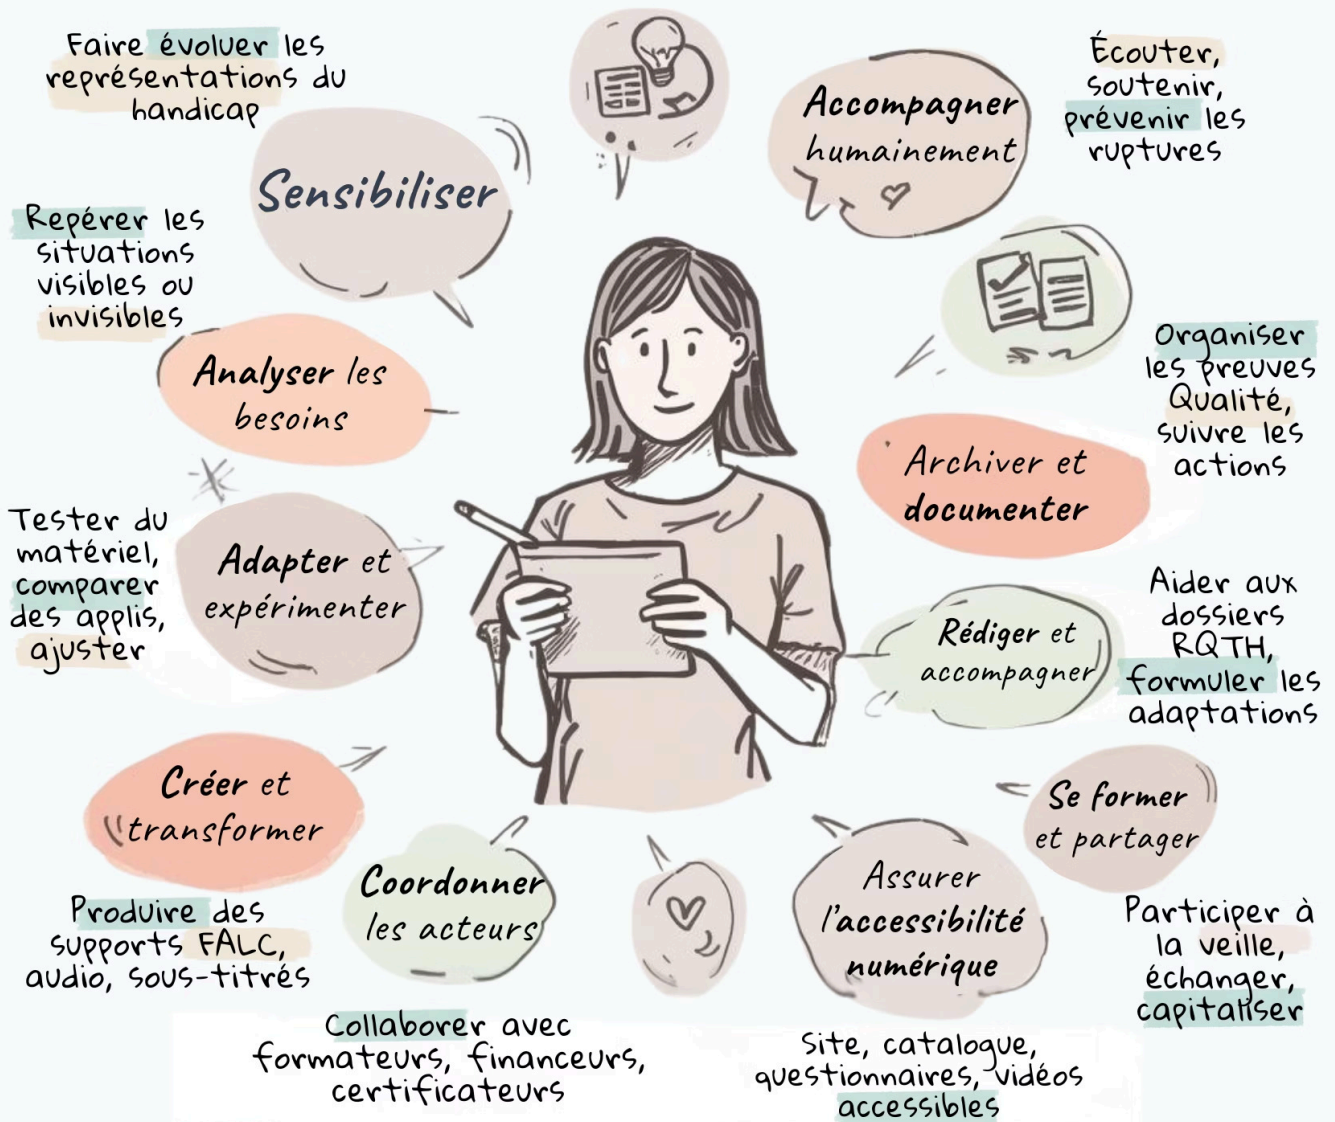 Faire évoluer les
représentations du
handicap
Sensibiliser
Repérer les
situations
visibles ou
invisibles
Analyser les
besoins
Tester du
matériel,
comparer
des applis,
ajuster
Adapter et
expérimenter
Créer et
transformer
Produire des
supports FALC,
audio, sous-titrés
Coordonner
les acteurs
Collaborer avec
formateurs, financeurs,
certificateurs
Accompagner
humainement
Écouter,
soutenir,
prévenir les
ruptures
Organiser
les preuves
Qualité,
suivre les
actions
Archiver et
documenter
Aider aux
dossiers
RQTH,
formuler les
adaptations
Rédiger et
accompagner
Se former
et partager
Participer à
la veille,
échanger,
capitaliser
Assurer
l'accessibilité
numérique
Site, catalogue,
questionnaires, vidéos
accessibles